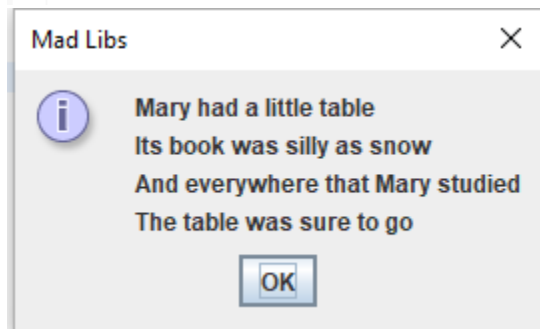 Mad Libs
Mary had a little table
Its book was silly as snow
And everywhere that Mary studied
The table was sure to go
OK